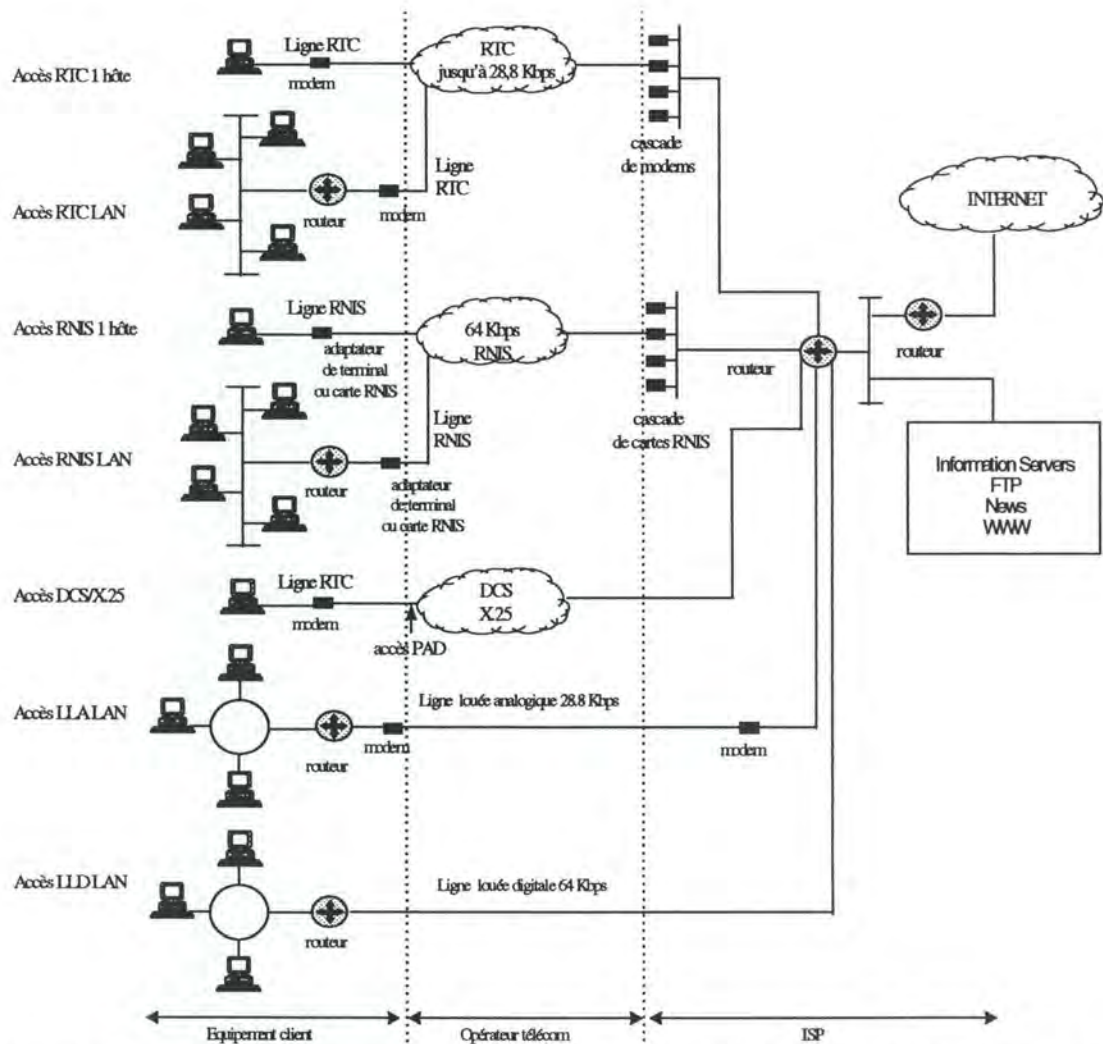 Accès RTC 1 hôte
Ligne RTC
modem
RTC
jusqu'à 28,8 Kbps
cascade
de modems
Accès RTC LAN
routeur
modem
Ligne
RTC
INTERNET
routeur
Accès RNIS 1 hôte
Ligne RNIS
adaptateur
de terminal
ou carte RNIS
64 Kbps
RNIS
cascade
de cartes RNIS
routeur
Accès RNIS LAN
routeur
adaptateur
de terminal
ou carte RNIS
Ligne
RNIS
Information Servers
FTP
News
WWW
Accès DCS/X.25
Ligne RTC
modem
accès PAD
DCS
X.25
Accès LLA LAN
routeur
modem
Ligne louée analogique 28.8 Kbps
modem
Accès LLD LAN
routeur
Ligne louée digitale 64 Kbps
Equipement client
Opérateur télécom
ISP